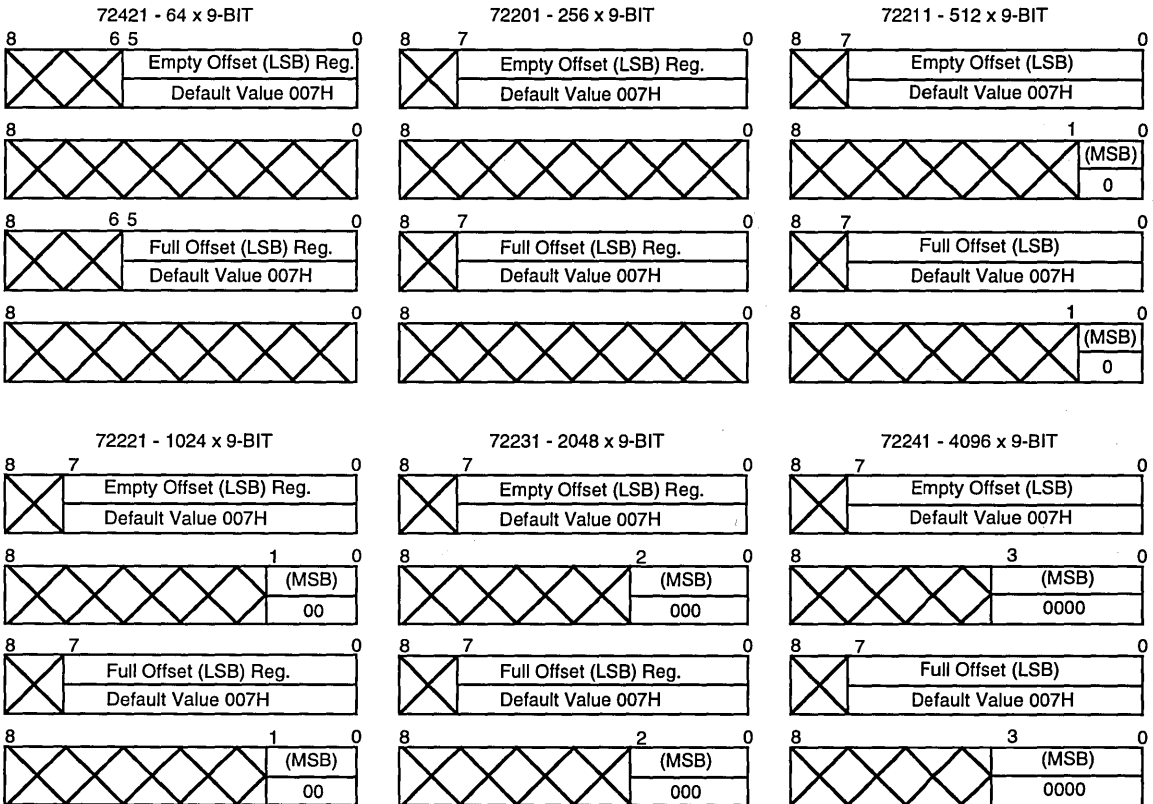 72421 - 64 x 9-BIT
8 6 5 0
Empty Offset (LSB) Reg.
Default Value 007H
8 0
8 6 5 0
Full Offset (LSB) Reg.
Default Value 007H
8 0
72201 - 256 x 9-BIT
8 7 0
Empty Offset (LSB) Reg.
Default Value 007H
8 0
8 7 0
Full Offset (LSB) Reg.
Default Value 007H
8 0
72211 - 512 x 9-BIT
8 7 0
Empty Offset (LSB)
Default Value 007H
8 1 0
(MSB)
0
8 7 0
Full Offset (LSB)
Default Value 007H
8 1 0
(MSB)
0
72221 - 1024 x 9-BIT
8 7 0
Empty Offset (LSB) Reg.
Default Value 007H
8 1 0
(MSB)
00
8 7 0
Full Offset (LSB) Reg.
Default Value 007H
8 1 0
(MSB)
00
72231 - 2048 x 9-BIT
8 7 0
Empty Offset (LSB) Reg.
Default Value 007H
8 2 0
(MSB)
000
8 7 0
Full Offset (LSB) Reg.
Default Value 007H
8 2 0
(MSB)
000
72241 - 4096 x 9-BIT
8 7 0
Empty Offset (LSB)
Default Value 007H
8 3 0
(MSB)
0000
8 7 0
Full Offset (LSB)
Default Value 007H
8 3 0
(MSB)
0000